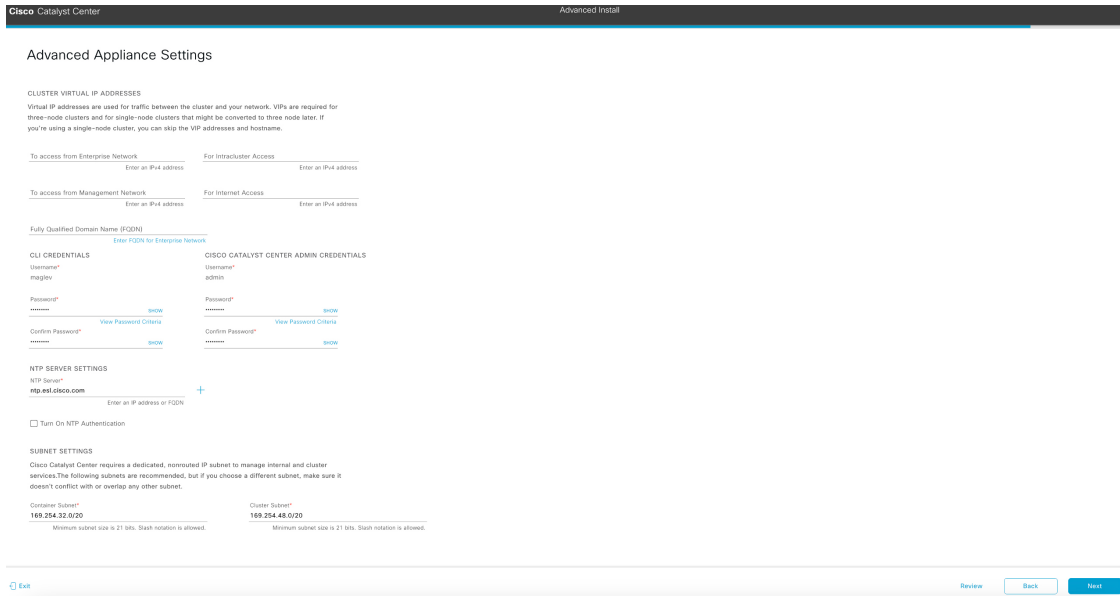 Cisco Catalyst Center
Advanced Install
Advanced Appliance Settings
CLUSTER VIRTUAL IP ADDRESSES
Virtual IP addresses are used for traffic between the cluster and your network. VIPs are required for
three-node clusters and for single-node clusters that might be converted to three node later. If
you're using a single-node cluster, you can skip the VIP addresses and hostname.
To access from Enterprise Network
Enter an IPv4 address
For Intracluster Access
Enter an IPv4 address
To access from Management Network
Enter an IPv4 address
For Internet Access
Enter an IPv4 address
Fully Qualified Domain Name (FQDN)
Enter FQDN for Enterprise Network
CLI CREDENTIALS
Username*
maglev
Password*
•••••••••
SHOW
View Password Criteria
Confirm Password*
•••••••••
SHOW
CISCO CATALYST CENTER ADMIN CREDENTIALS
Username*
admin
Password*
•••••••••
SHOW
View Password Criteria
Confirm Password*
•••••••••
SHOW
NTP SERVER SETTINGS
NTP Server*
ntp.esl.cisco.com
Enter an IP address or FQDN
Turn On NTP Authentication
SUBNET SETTINGS
Cisco Catalyst Center requires a dedicated, nonrouted IP subnet to manage internal and cluster
services.The following subnets are recommended, but if you choose a different subnet, make sure it
doesn't conflict with or overlap any other subnet.
Container Subnet*
169.254.32.0/20
Minimum subnet size is 21 bits. Slash notation is allowed.
Cluster Subnet*
169.254.48.0/20
Minimum subnet size is 21 bits. Slash notation is allowed.
Exit
Review
Back
Next